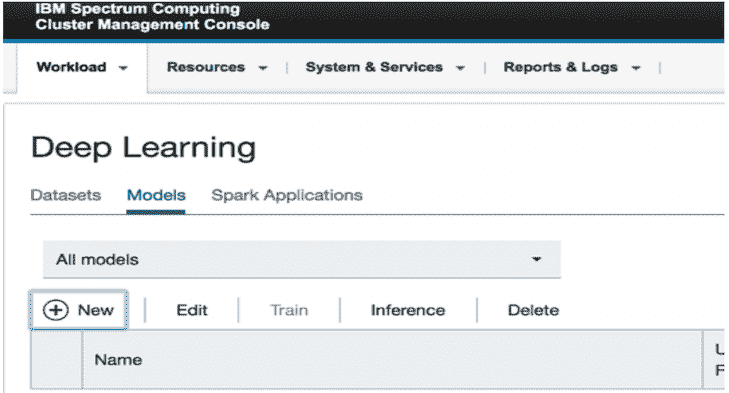 IBM Spectrum Computing
Cluster Management Console
Workload Resources System & Services Reports & Logs
Deep Learning
Datasets Models Spark Applications
All models
New Edit Train Inference Delete
Name